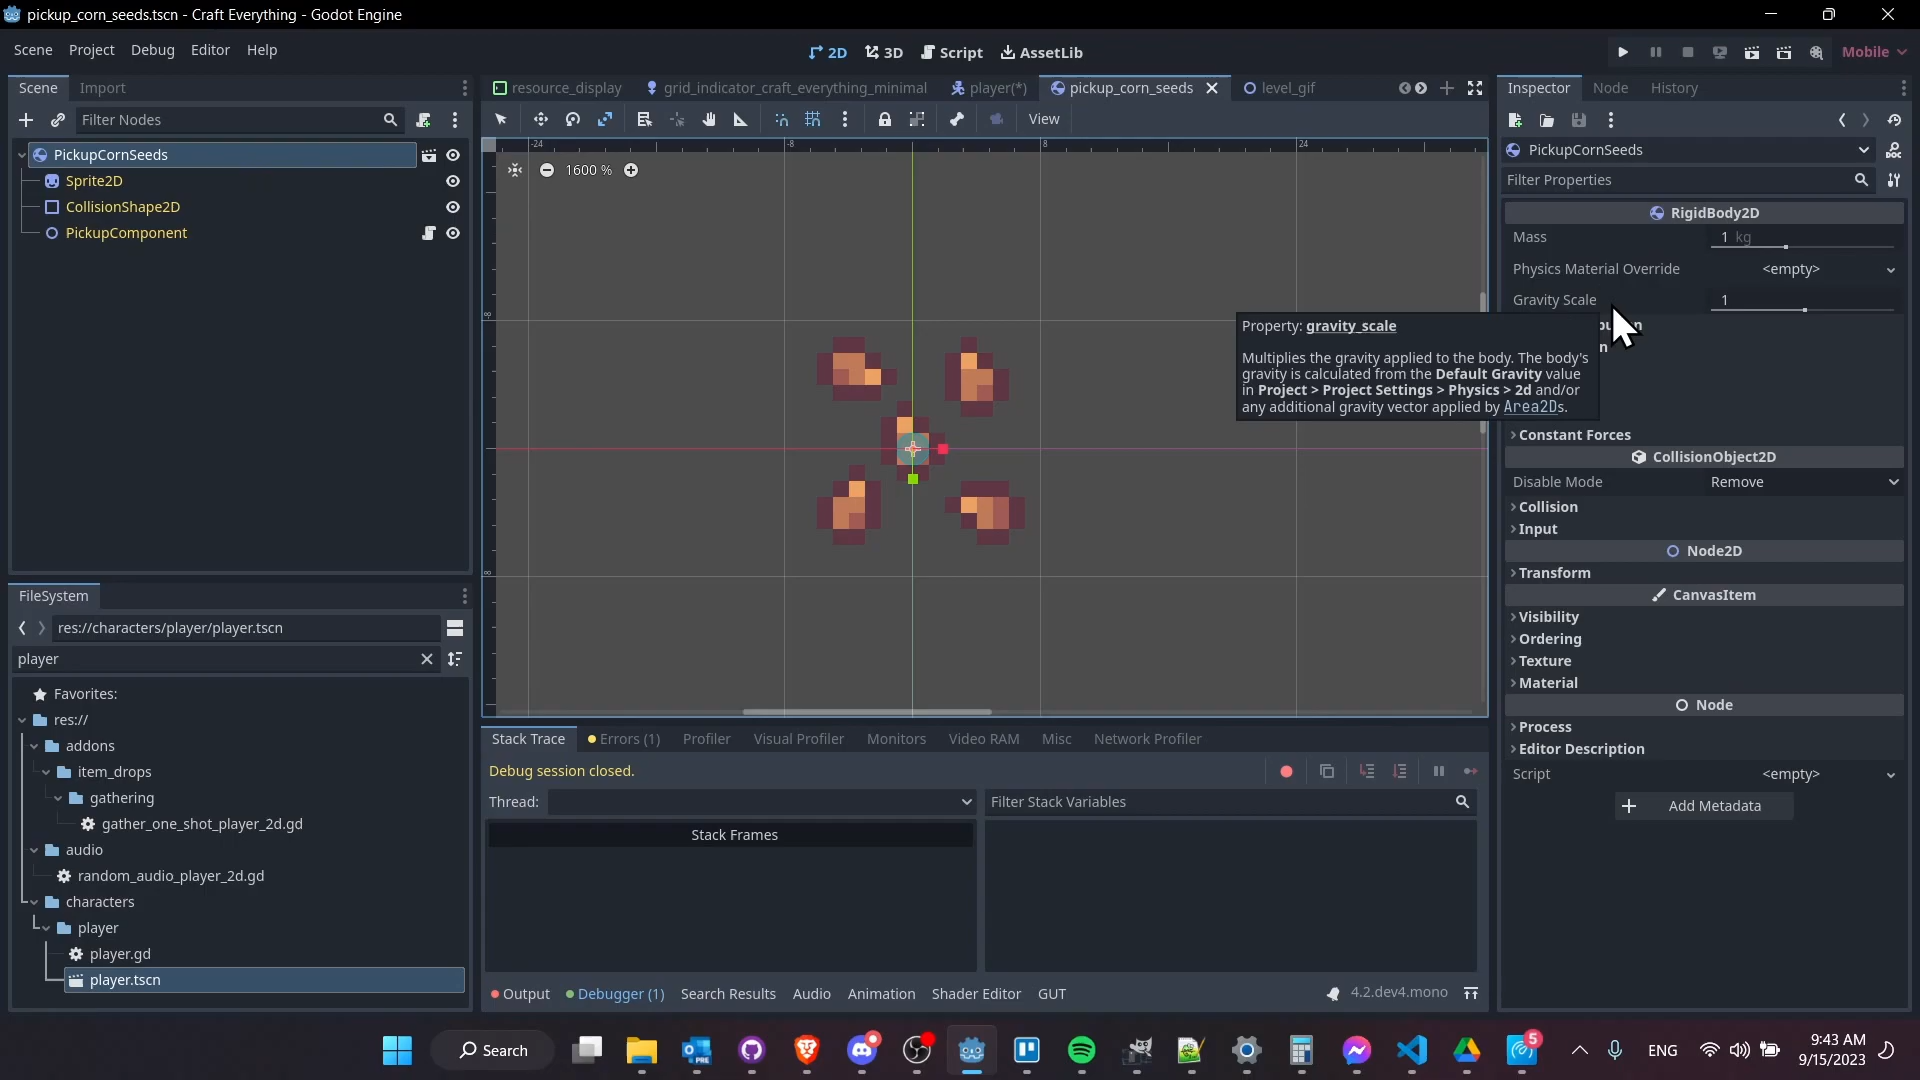 pickup_corn_seeds.tscn - Craft Everything - Godot Engine
Scene Project Debug Editor Help
2D 3D Script AssetLib
Mobile
Scene Import
resource_display grid_indicator_craft_everything_minimal player(*) pickup_corn_seeds level_gif
Inspector Node History
Filter Nodes
View
PickupCornSeeds
Sprite2D
CollisionShape2D
PickupComponent
-24 -8 8 24
1600 %
-8
8
PickupCornSeeds
Filter Properties
RigidBody2D
Mass 1 kg
Physics Material Override <empty>
Gravity Scale 1
Property: gravity_scale
Multiplies the gravity applied to the body. The body's
gravity is calculated from the Default Gravity value
in Project > Project Settings > Physics > 2d and/or
any additional gravity vector applied by Area2Ds.
Constant Forces
CollisionObject2D
Disable Mode Remove
Collision
Input
Node2D
Transform
CanvasItem
Visibility
Ordering
Texture
Material
Node
Process
Editor Description
Script <empty>
Add Metadata
FileSystem
res://characters/player/player.tscn
player
Favorites:
res://
addons
item_drops
gathering
gather_one_shot_player_2d.gd
audio
random_audio_player_2d.gd
characters
player
player.gd
player.tscn
Stack Trace Errors (1) Profiler Visual Profiler Monitors Video RAM Misc Network Profiler
Debug session closed.
Thread:
Filter Stack Variables
Stack Frames
Output Debugger (1) Search Results Audio Animation Shader Editor GUT
4.2.dev4.mono
Search
5
ENG
9:43 AM
9/15/2023